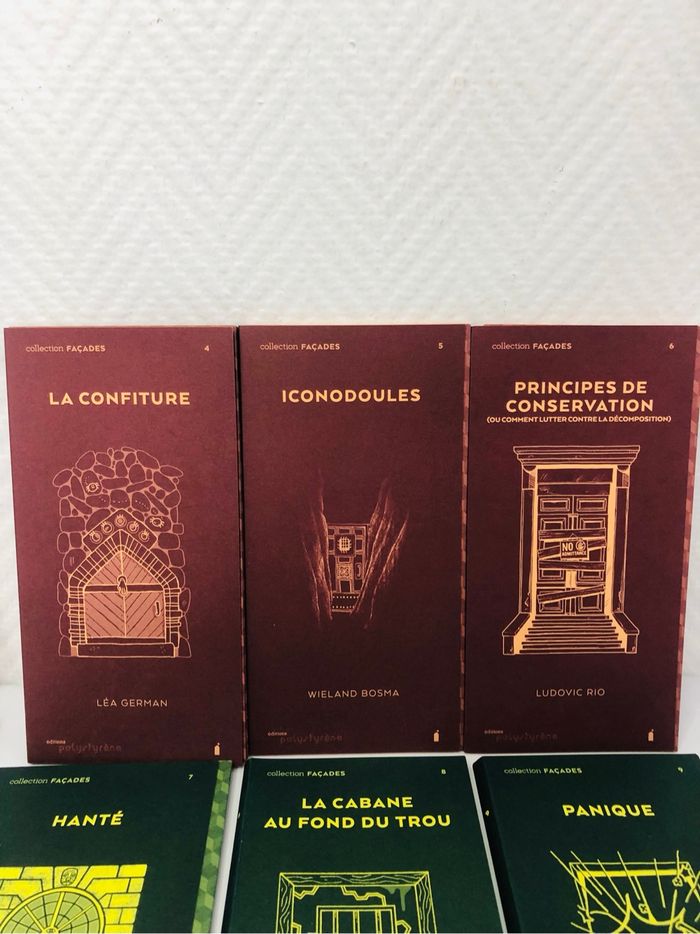 collection FAÇADES 4
LA CONFITURE
LÉA GERMAN
éditions
polystyrène
collection FAÇADES 5
ICONODOULES
WIELAND BOSMA
éditions
polystyrène
collection FAÇADES 6
PRINCIPES DE
CONSERVATION
(OU COMMENT LUTTER CONTRE LA DÉCOMPOSITION)
NO
ADMITTANCE
LUDOVIC RIO
éditions
polystyrène
collection FAÇADES 7
HANTÉ
collection FAÇADES 8
LA CABANE
AU FOND DU TROU
collection FAÇADES 9
PANIQUE